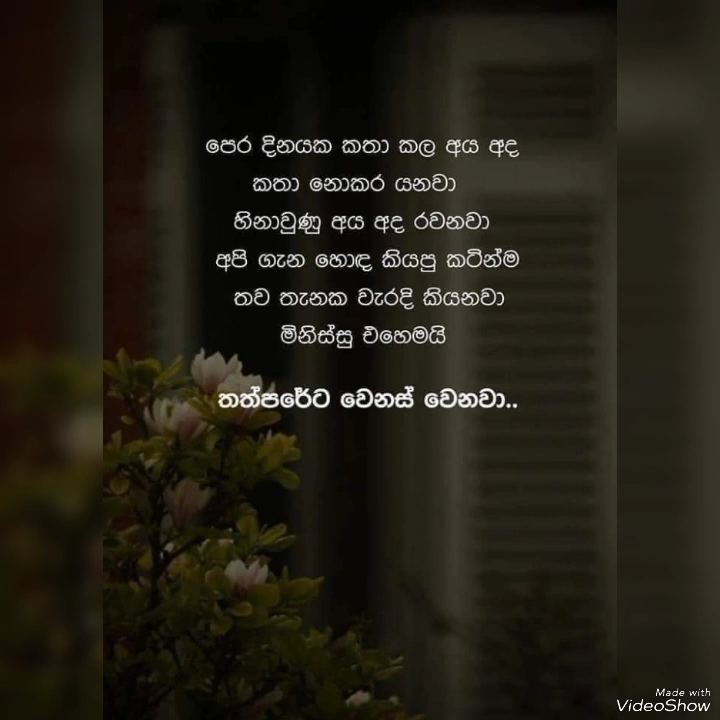 පෙර දිනයක කතා කල අය අද
කතා නොකර යනවා
හිනාවුණු අය අද රවනවා
අපි ගැන හොඳ කියපු කටින්ම
තව තැනක වැරදි කියනවා
මිනිස්සු එහෙමයි
තත්පරේට වෙනස් වෙනවා..
Made with
VideoShow